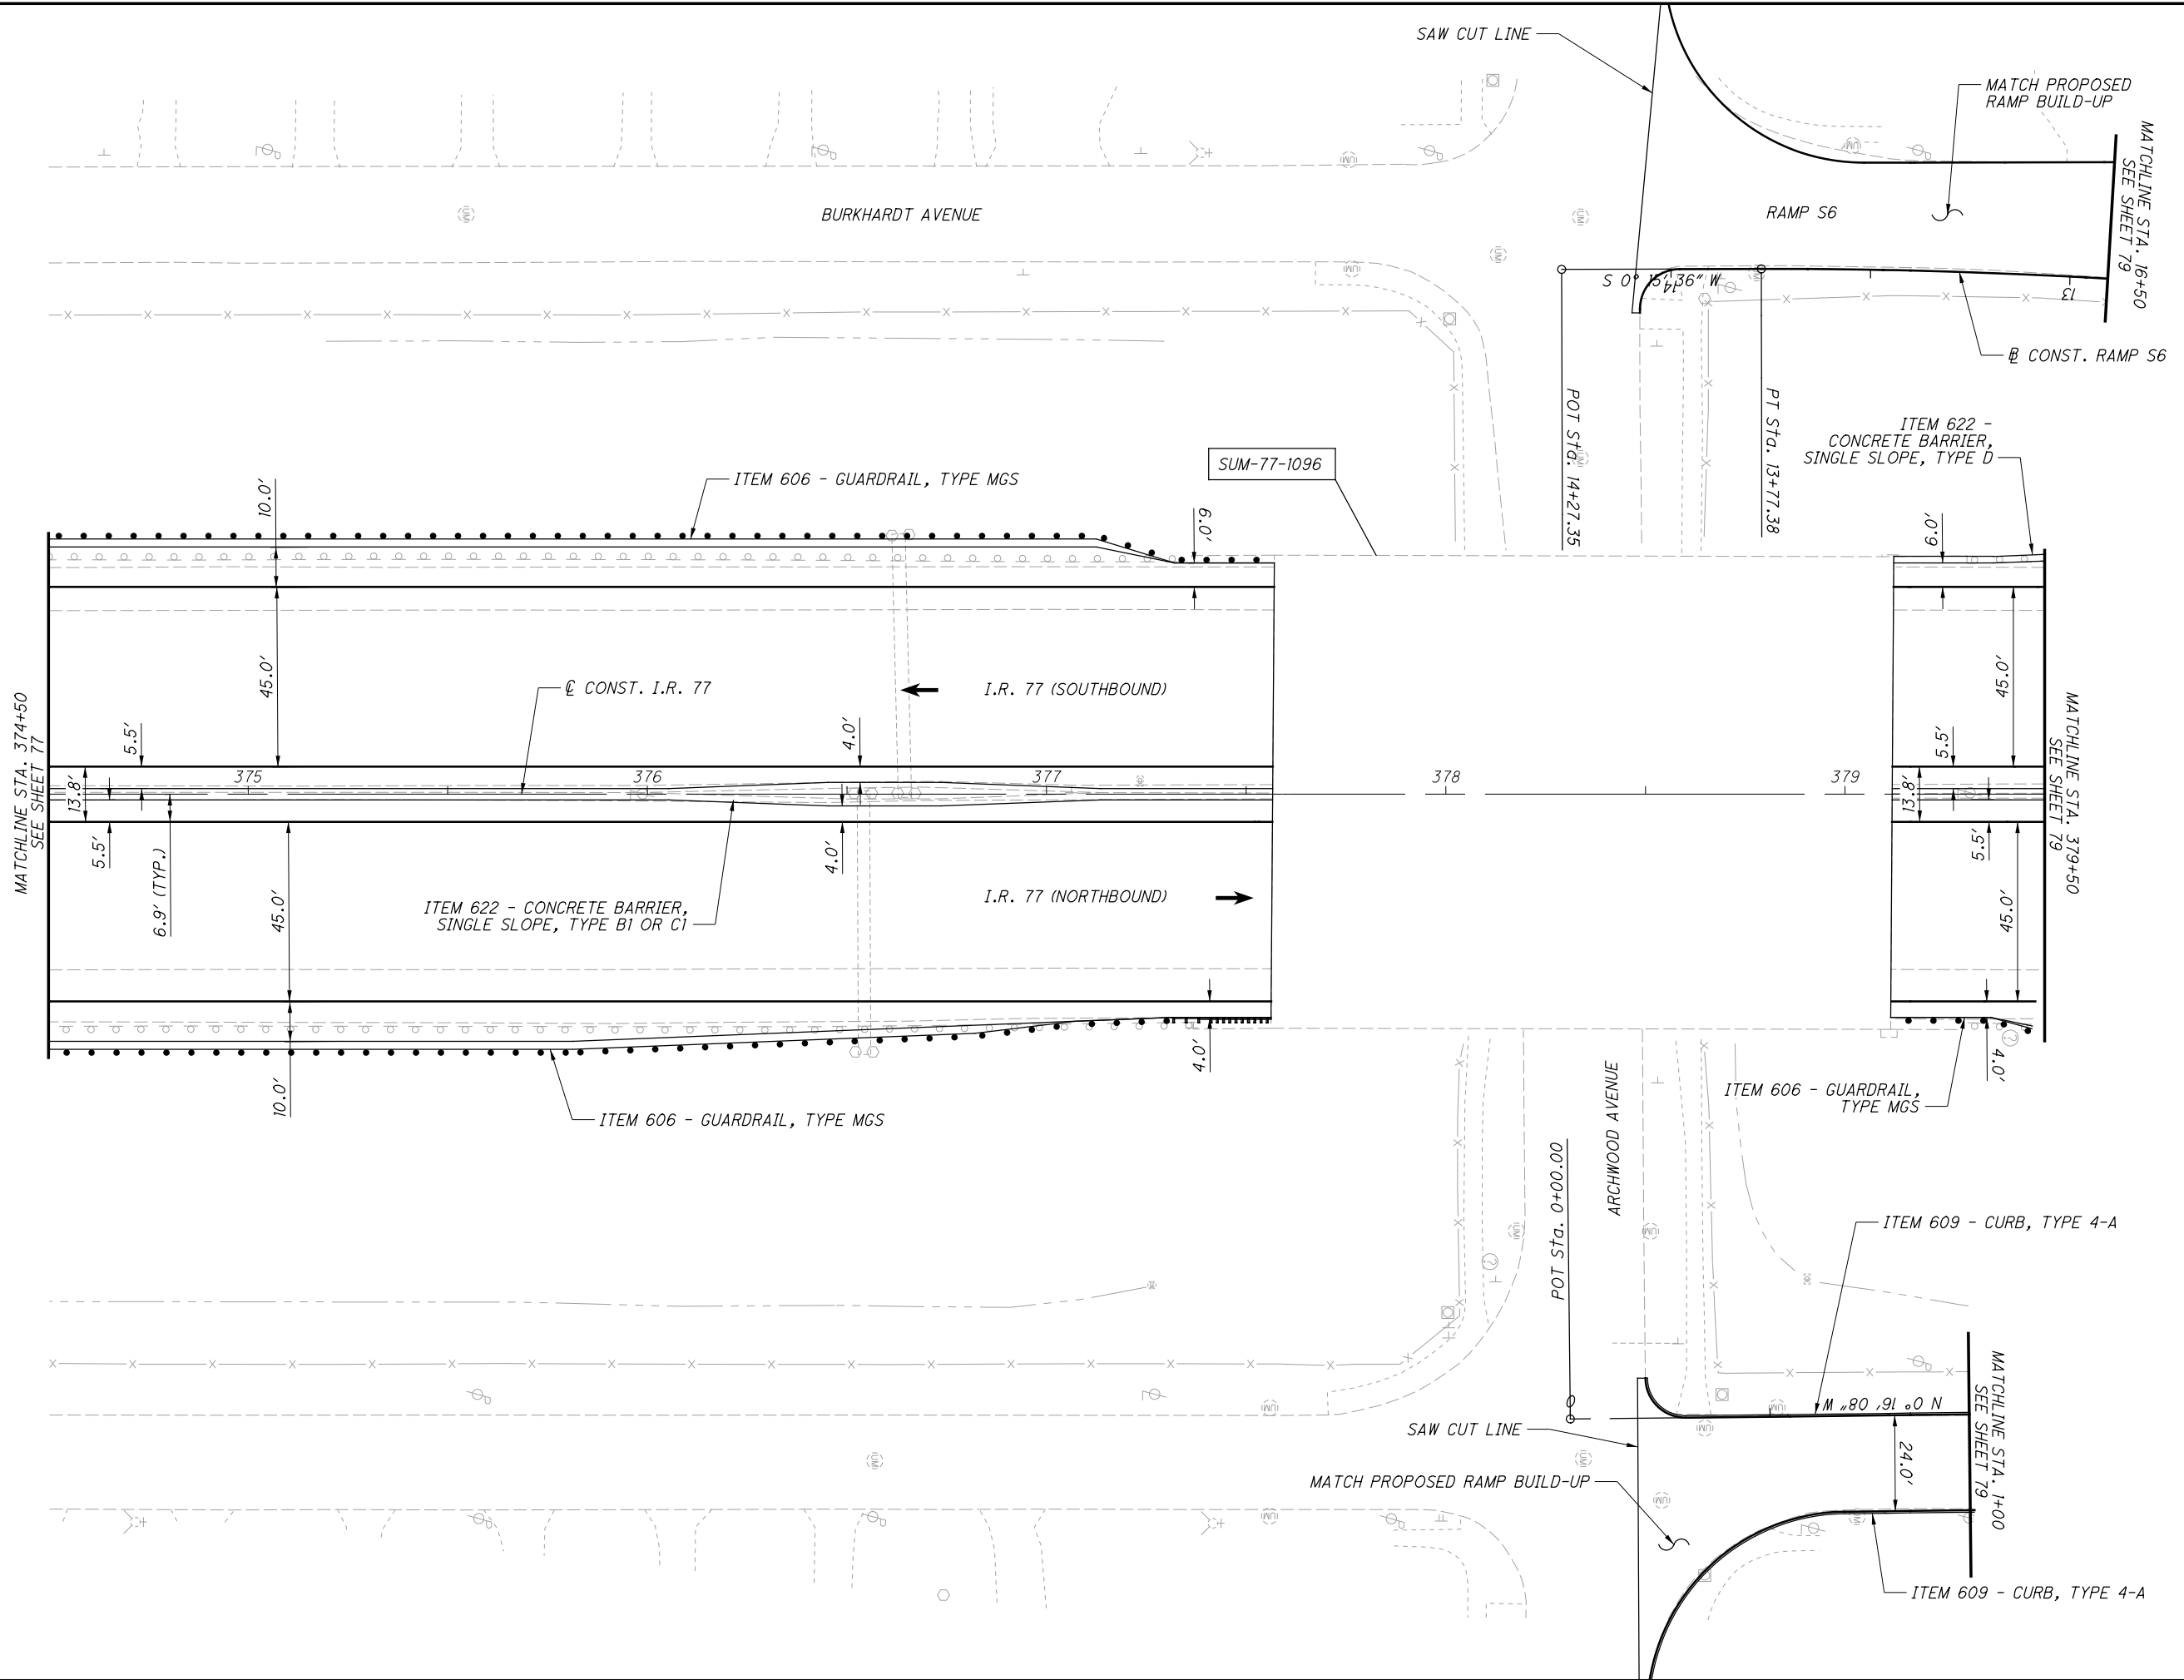 SAW CUT LINE
MATCH PROPOSED
RAMP BUILD-UP
MATCHLINE STA. 16+50
SEE SHEET 79
BURKHARDT AVENUE
RAMP S6
S 0° 15' 36" W
14
13
℄ CONST. RAMP S6
POT Sta. 14+27.35
PT Sta. 13+77.38
ITEM 622 -
CONCRETE BARRIER,
SINGLE SLOPE, TYPE D
SUM-77-1096
ITEM 606 - GUARDRAIL, TYPE MGS
10.0'
6.0'
6.0'
45.0'
℄ CONST. I.R. 77
I.R. 77 (SOUTHBOUND)
45.0'
MATCHLINE STA. 374+50
SEE SHEET 77
5.5'
4.0'
5.5'
13.8'
375
376
377
378
379
13.8'
MATCHLINE STA. 379+50
SEE SHEET 79
5.5'
6.9' (TYP.)
4.0'
5.5'
45.0'
ITEM 622 - CONCRETE BARRIER,
SINGLE SLOPE, TYPE B1 OR C1
I.R. 77 (NORTHBOUND)
45.0'
10.0'
4.0'
4.0'
ITEM 606 - GUARDRAIL, TYPE MGS
ITEM 606 - GUARDRAIL,
TYPE MGS
ARCHWOOD AVENUE
POT Sta. 0+00.00
0
ITEM 609 - CURB, TYPE 4-A
N 0° 16' 08" W
MATCHLINE STA. 1+00
SEE SHEET 79
SAW CUT LINE
24.0'
MATCH PROPOSED RAMP BUILD-UP
ITEM 609 - CURB, TYPE 4-A